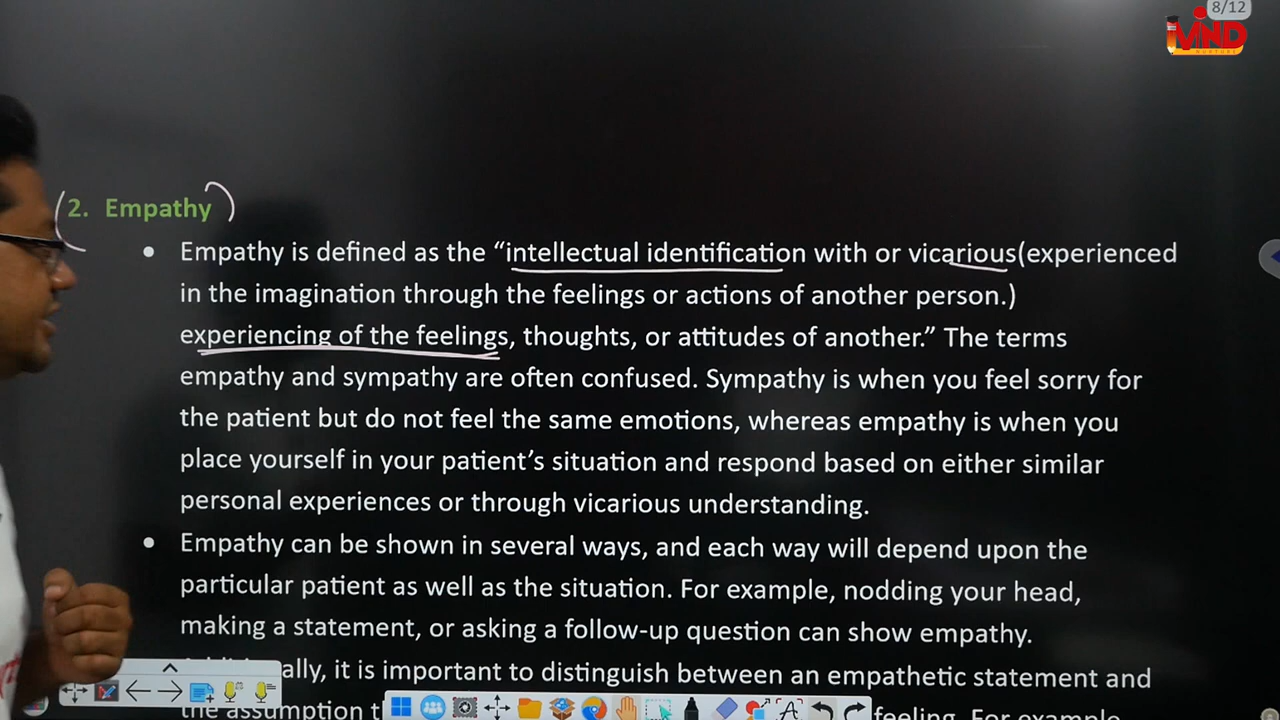 8/12
MIND
2. Empathy
• Empathy is defined as the “intellectual identification with or vicarious(experienced
in the imagination through the feelings or actions of another person.)
experiencing of the feelings, thoughts, or attitudes of another.” The terms
empathy and sympathy are often confused. Sympathy is when you feel sorry for
the patient but do not feel the same emotions, whereas empathy is when you
place yourself in your patient’s situation and respond based on either similar
personal experiences or through vicarious understanding.
• Empathy can be shown in several ways, and each way will depend upon the
particular patient as well as the situation. For example, nodding your head,
making a statement, or asking a follow-up question can show empathy.
ally, it is important to distinguish between an empathetic statement and
the assumption t feeling. For example